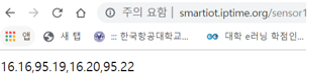 주의 요함 | smartiot.iptime.org/sensor1
앱 새 탭 ::: 한국항공대학교... 대학 e러닝 학점인...
16.16,95.19,16.20,95.22